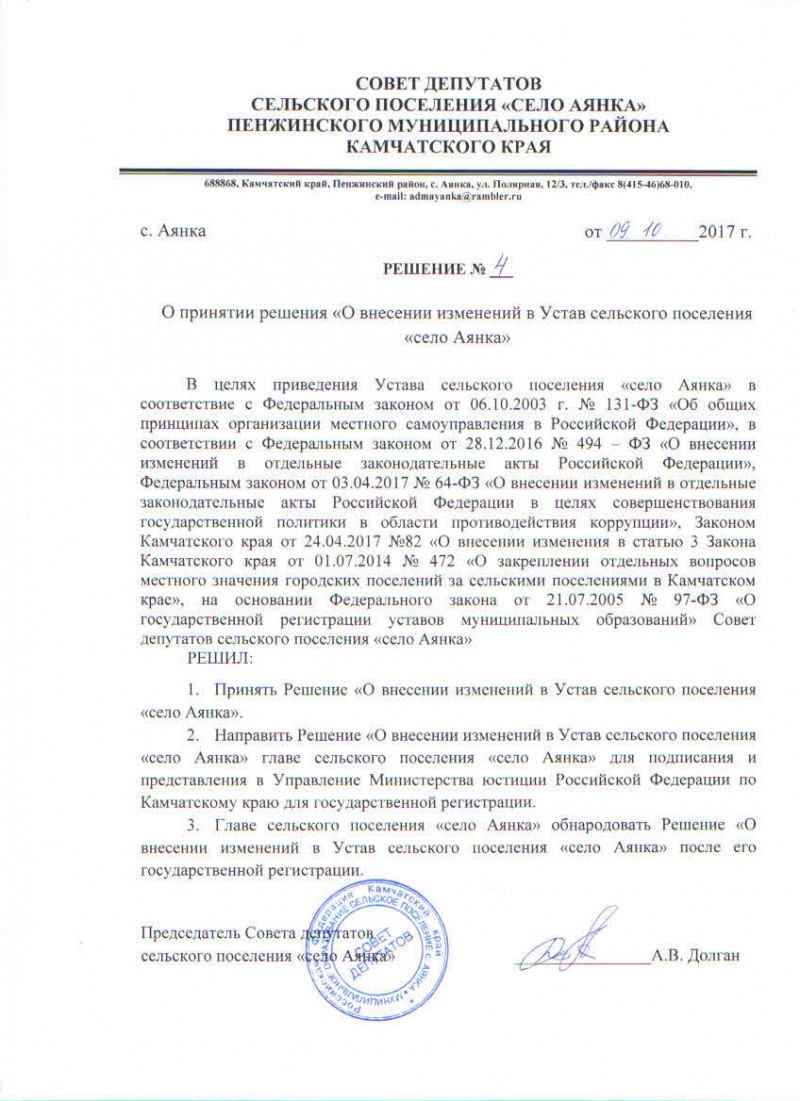 СОВЕТ ДЕПУТАТОВ
СЕЛЬСКОГО ПОСЕЛЕНИЯ «СЕЛО АЯНКА»
ПЕНЖИНСКОГО МУНИЦИПАЛЬНОГО РАЙОНА
КАМЧАТСКОГО КРАЯ
688868, Камчатский край, Пенжинский район, с. Аянка, ул. Полярная, 12/3, тел./факс 8(415-46)68-010.
e-mail: admayanka@rambler.ru
с. Аянка от 09 10 2017 г.
РЕШЕНИЕ № 4
О принятии решения «О внесении изменений в Устав сельского поселения
«село Аянка»
В целях приведения Устава сельского поселения «село Аянка» в
соответствие с Федеральным законом от 06.10.2003 г. № 131-ФЗ «Об общих
принципах организации местного самоуправления в Российской Федерации», в
соответствии с Федеральным законом от 28.12.2016 № 494 – ФЗ «О внесении
изменений в отдельные законодательные акты Российской Федерации»,
Федеральным законом от 03.04.2017 № 64-ФЗ «О внесении изменений в отдельные
законодательные акты Российской Федерации в целях совершенствования
государственной политики в области противодействия коррупции», Законом
Камчатского края от 24.04.2017 №82 «О внесении изменения в статью 3 Закона
Камчатского края от 01.07.2014 № 472 «О закреплении отдельных вопросов
местного значения городских поселений за сельскими поселениями в Камчатском
крае», на основании Федерального закона от 21.07.2005 № 97-ФЗ «О
государственной регистрации уставов муниципальных образований» Совет
депутатов сельского поселения «село Аянка»
РЕШИЛ:
1. Принять Решение «О внесении изменений в Устав сельского поселения
«село Аянка».
2. Направить Решение «О внесении изменений в Устав сельского поселения
«село Аянка» главе сельского поселения «село Аянка» для подписания и
представления в Управление Министерства юстиции Российской Федерации по
Камчатскому краю для государственной регистрации.
3. Главе сельского поселения «село Аянка» обнародовать Решение «О
внесении изменений в Устав сельского поселения «село Аянка» после его
государственной регистрации.
Председатель Совета депутатов
сельского поселения «село Аянка» А.В. Долган
Российская Федерация Камчатский край
МУНИЦИПАЛЬНОЕ ОБРАЗОВАНИЕ СЕЛЬСКОЕ ПОСЕЛЕНИЕ с. АЯНКА
СОВЕТ
ДЕПУТАТОВ